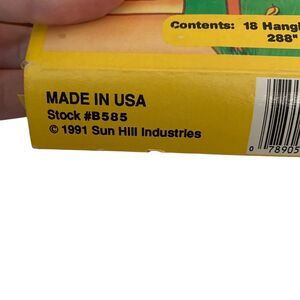 Contents: 18 Hang
288"
MADE IN USA
Stock #B585
© 1991 Sun Hill Industries
0 78905